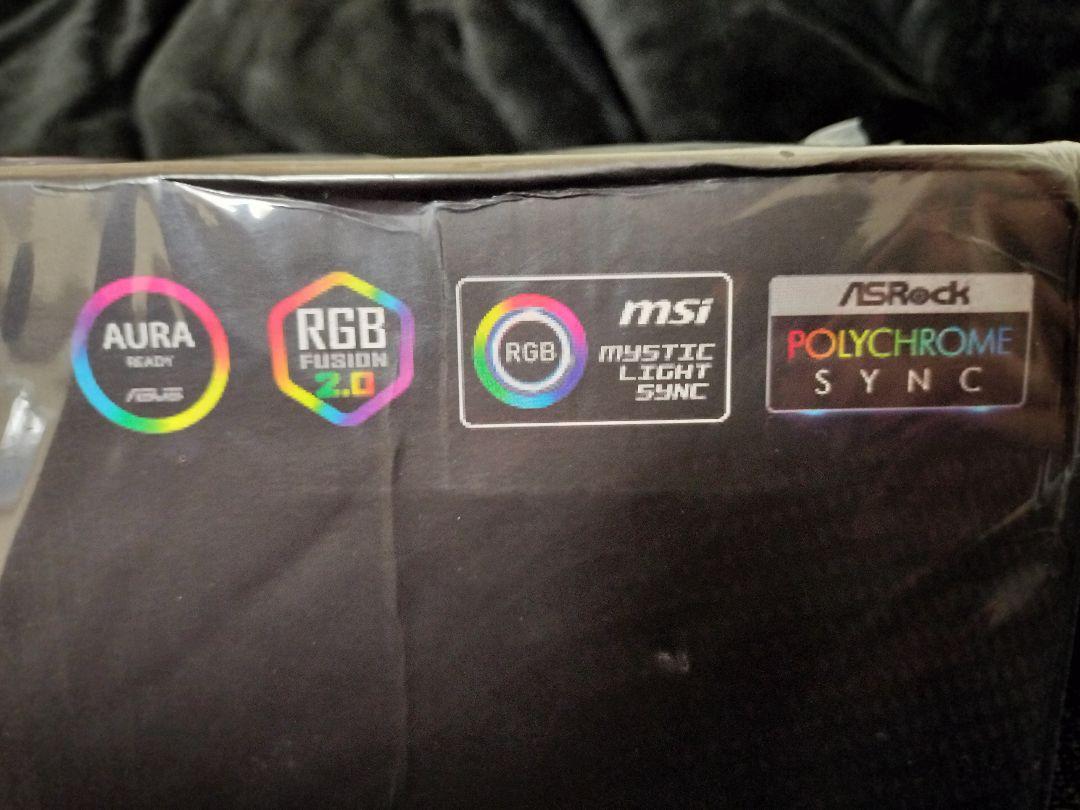 AURA
READY
ASUS
RGB
FUSION
2.0
RGB
msi
MYSTIC
LIGHT
SYNC
ASRock
POLYCHROME
SYNC